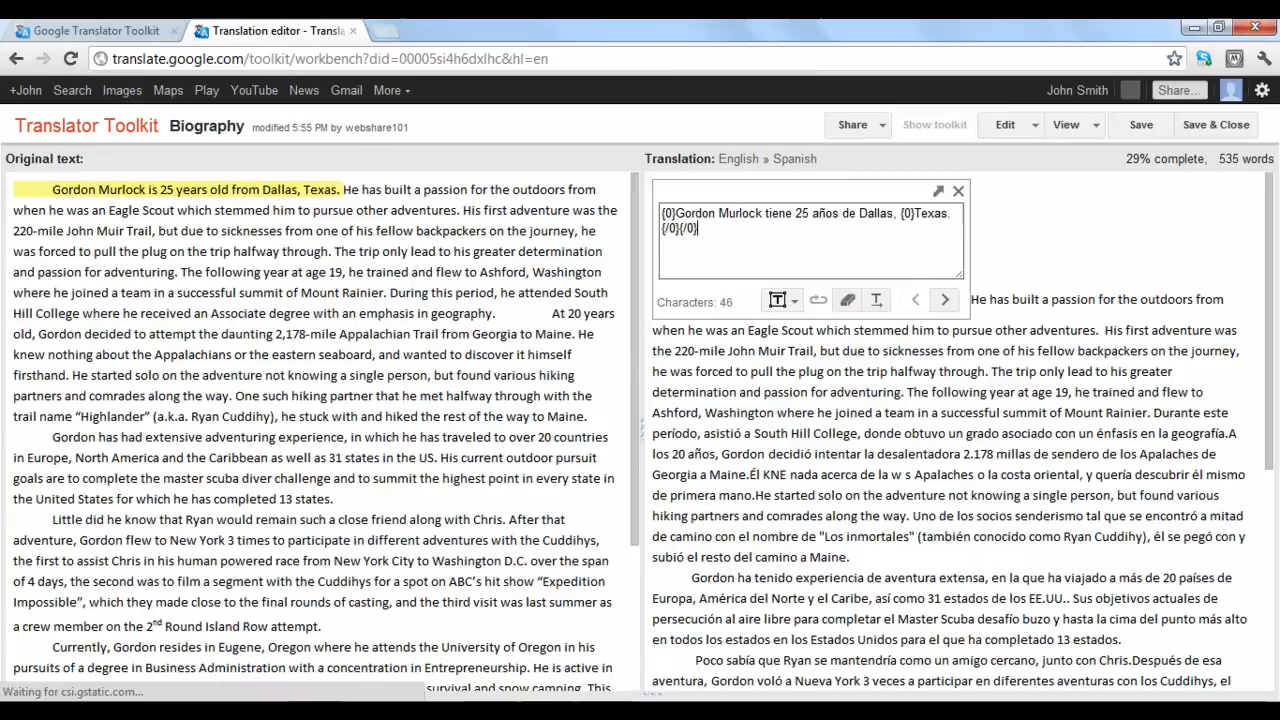 Google Translator Toolkit
Translation editor - Transla
translate.google.com/toolkit/workbench?did=00005si4h6dxlhc&hl=en
+John Search Images Maps Play YouTube News Gmail More
John Smith
Share...
Translator Toolkit Biography modified 5:55 PM by webshare101
Share Show toolkit Edit View Save Save & Close
Original text:
Gordon Murlock is 25 years old from Dallas, Texas. He has built a passion for the outdoors from
when he was an Eagle Scout which stemmed him to pursue other adventures. His first adventure was the
220-mile John Muir Trail, but due to sicknesses from one of his fellow backpackers on the journey, he
was forced to pull the plug on the trip halfway through. The trip only lead to his greater determination
and passion for adventuring. The following year at age 19, he trained and flew to Ashford, Washington
where he joined a team in a successful summit of Mount Rainier. During this period, he attended South
Hill College where he received an Associate degree with an emphasis in geography. At 20 years
old, Gordon decided to attempt the daunting 2,178-mile Appalachian Trail from Georgia to Maine. He
knew nothing about the Appalachians or the eastern seaboard, and wanted to discover it himself
firsthand. He started solo on the adventure not knowing a single person, but found various hiking
partners and comrades along the way. One such hiking partner that he met halfway through with the
trail name “Highlander” (a.k.a. Ryan Cuddihy), he stuck with and hiked the rest of the way to Maine.
Gordon has had extensive adventuring experience, in which he has traveled to over 20 countries
in Europe, North America and the Caribbean as well as 31 states in the US. His current outdoor pursuit
goals are to complete the master scuba diver challenge and to summit the highest point in every state in
the United States for which he has completed 13 states.
Little did he know that Ryan would remain such a close friend along with Chris. After that
adventure, Gordon flew to New York 3 times to participate in different adventures with the Cuddihys,
the first to assist Chris in his human powered race from New York City to Washington D.C. over the span
of 4 days, the second was to film a segment with the Cuddihys for a spot on ABC’s hit show “Expedition
Impossible”, which they made close to the final rounds of casting, and the third visit was last summer as
a crew member on the 2nd Round Island Row attempt.
Currently, Gordon resides in Eugene, Oregon where he attends the University of Oregon in his
pursuits of a degree in Business Administration with a concentration in Entrepreneurship. He is active in
survival and snow camping. This
Waiting for csi.gstatic.com...
Translation: English » Spanish
29% complete, 535 words
{0}Gordon Murlock tiene 25 años de Dallas, {0}Texas.
{/0}{/0}
Characters: 46
He has built a passion for the outdoors from
when he was an Eagle Scout which stemmed him to pursue other adventures. His first adventure was
the 220-mile John Muir Trail, but due to sicknesses from one of his fellow backpackers on the journey,
he was forced to pull the plug on the trip halfway through. The trip only lead to his greater
determination and passion for adventuring. The following year at age 19, he trained and flew to
Ashford, Washington where he joined a team in a successful summit of Mount Rainier. Durante este
período, asistió a South Hill College, donde obtuvo un grado asociado con un énfasis en la geografía.A
los 20 años, Gordon decidió intentar la desalentadora 2.178 millas de sendero de los Apalaches de
Georgia a Maine.Él KNE nada acerca de la w s Apalaches o la costa oriental, y quería descubrir él mismo
de primera mano.He started solo on the adventure not knowing a single person, but found various
hiking partners and comrades along the way. Uno de los socios senderismo tal que se encontró a mitad
de camino con el nombre de "Los inmortales" (también conocido como Ryan Cuddihy), él se pegó con y
subió el resto del camino a Maine.
Gordon ha tenido experiencia de aventura extensa, en la que ha viajado a más de 20 países de
Europa, América del Norte y el Caribe, así como 31 estados de los EE.UU.. Sus objetivos actuales de
persecución al aire libre para completar el Master Scuba desafío buzo y hasta la cima del punto más alto
en todos los estados en los Estados Unidos para el que ha completado 13 estados.
Poco sabía que Ryan se mantendría como un amigo cercano, junto con Chris.Después de esa
aventura, Gordon voló a Nueva York 3 veces a participar en diferentes aventuras con los Cuddihys, el